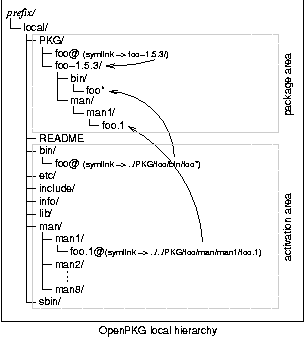 prefix/
local/
PKG/
foo@ (symlink -> foo-1.5.3/)
foo-1.5.3/
bin/
foo*
man/
man1/
foo.1
package area
README
bin/
foo@ (symlink -> ../PKG/foo/bin/foo*)
etc/
include/
info/
lib/
man/
man1/
foo.1@(symlink -> ../../PKG/foo/man/man1/foo.1)
man2/
man8/
sbin/
activation area
OpenPKG local hierarchy